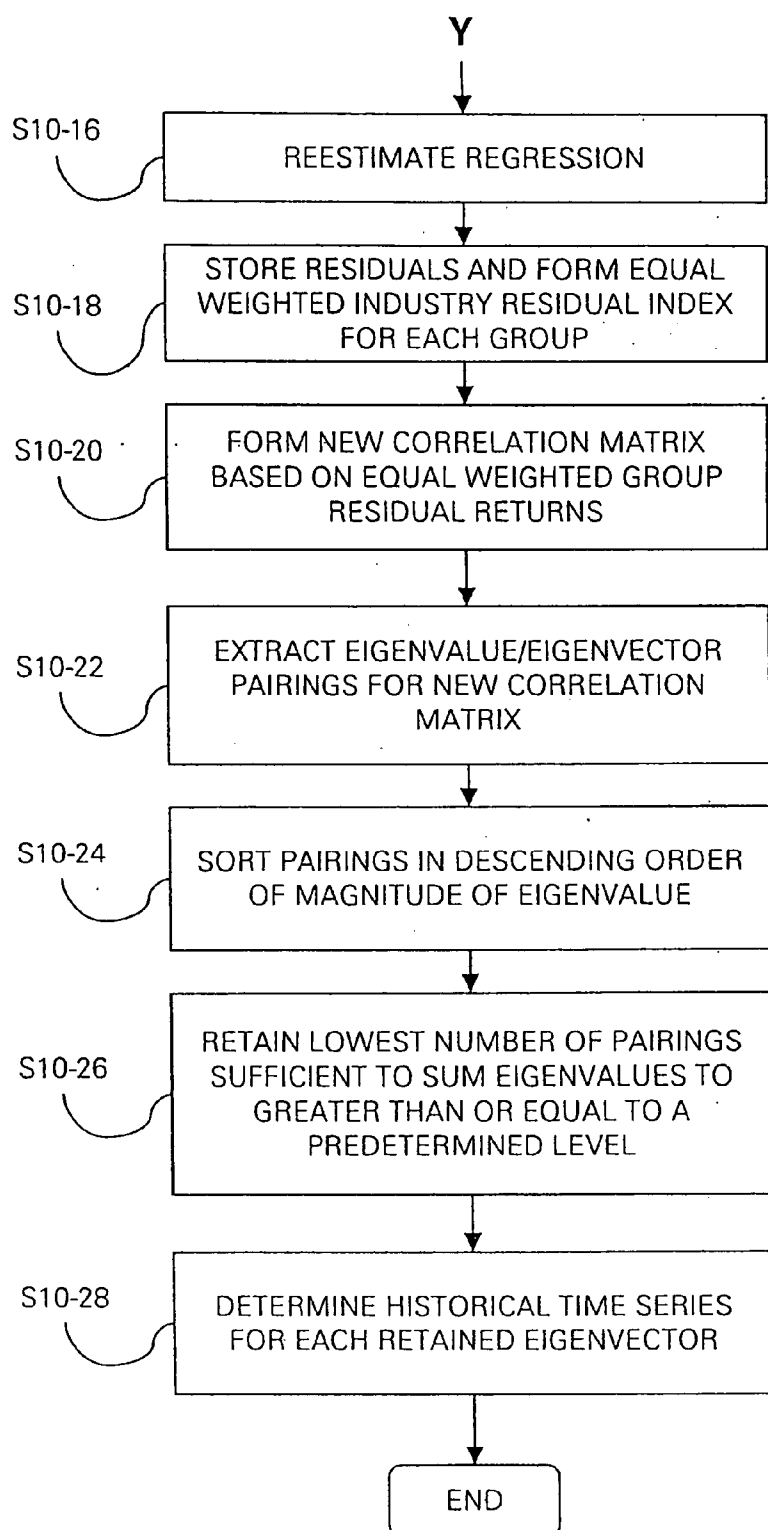 Y
S10-16
REESTIMATE REGRESSION
S10-18
STORE RESIDUALS AND FORM EQUAL
WEIGHTED INDUSTRY RESIDUAL INDEX
FOR EACH GROUP
S10-20
FORM NEW CORRELATION MATRIX
BASED ON EQUAL WEIGHTED GROUP
RESIDUAL RETURNS
S10-22
EXTRACT EIGENVALUE/EIGENVECTOR
PAIRINGS FOR NEW CORRELATION
MATRIX
S10-24
SORT PAIRINGS IN DESCENDING ORDER
OF MAGNITUDE OF EIGENVALUE
S10-26
RETAIN LOWEST NUMBER OF PAIRINGS
SUFFICIENT TO SUM EIGENVALUES TO
GREATER THAN OR EQUAL TO A
PREDETERMINED LEVEL
S10-28
DETERMINE HISTORICAL TIME SERIES
FOR EACH RETAINED EIGENVECTOR
END